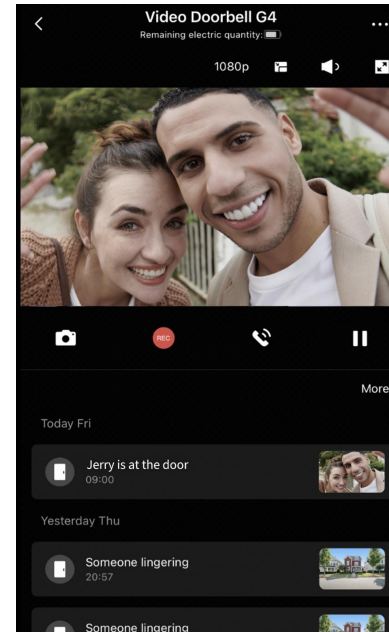 Video Doorbell G4
Remaining electric quantity:
1080p
REC
More
Today Fri
Jerry is at the door
09:00
Yesterday Thu
Someone lingering
20:57
Someone lingering